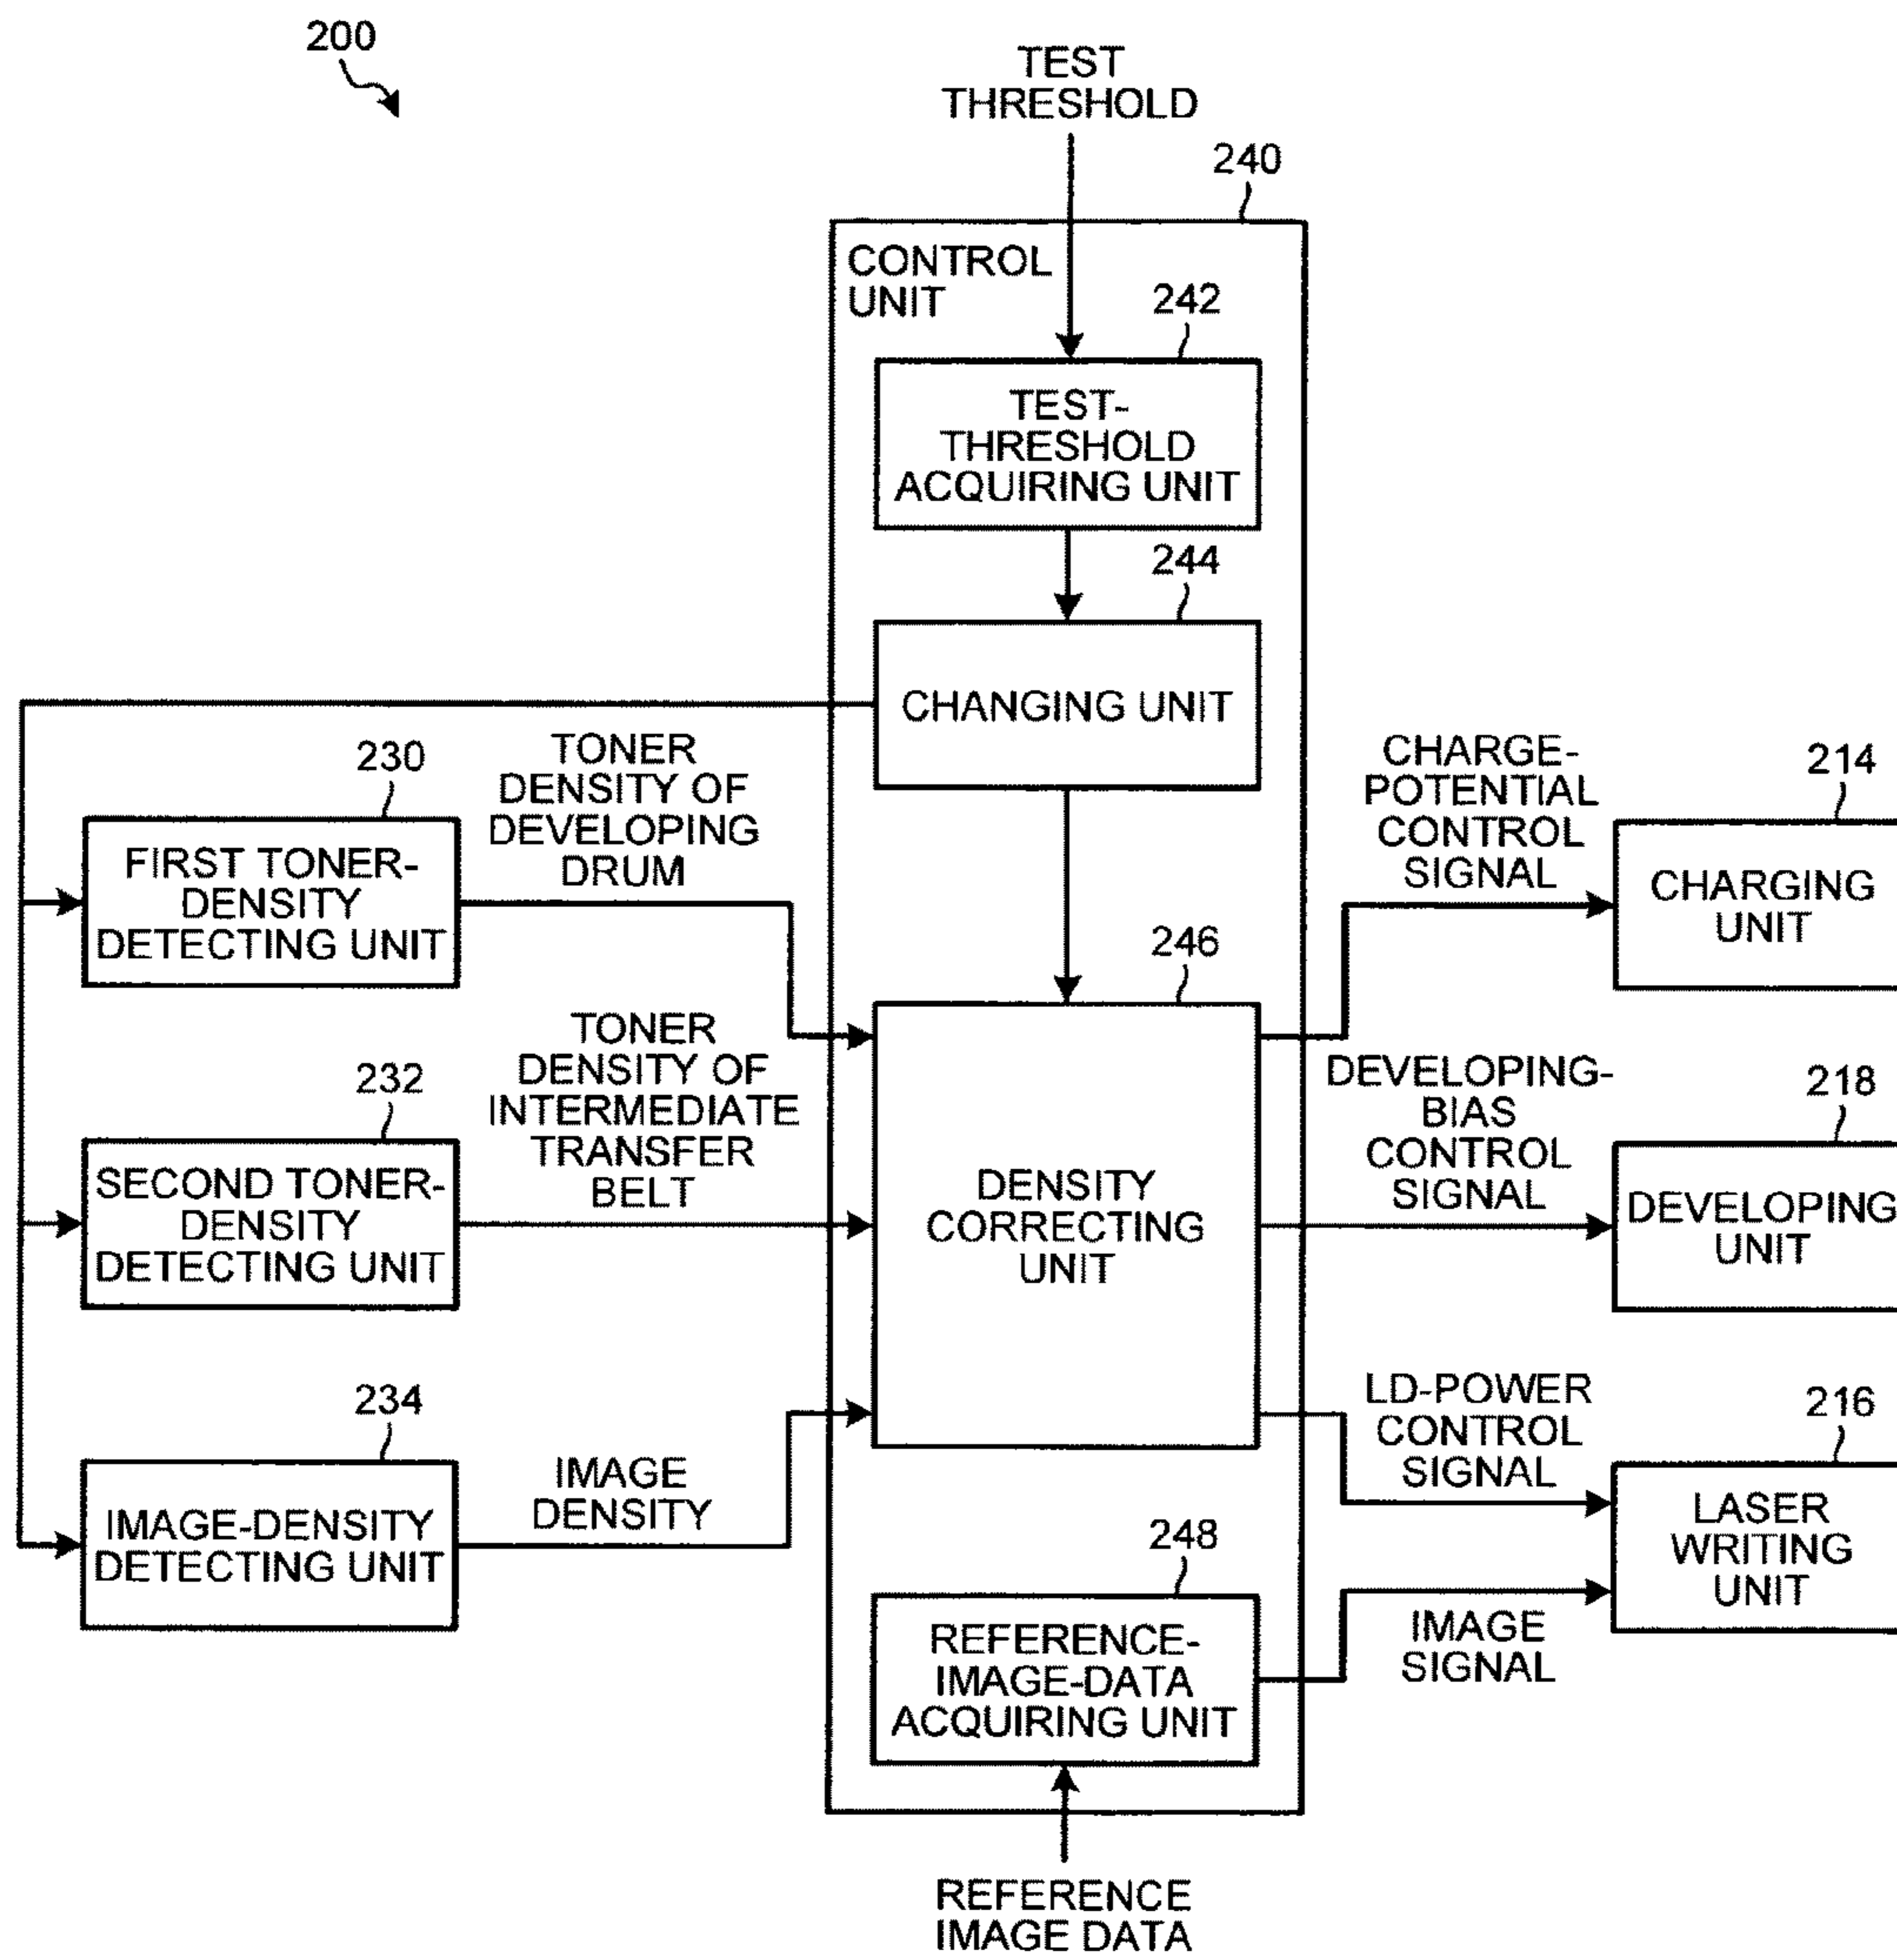 200
TEST
THRESHOLD
240
CONTROL
UNIT
242
TEST-
THRESHOLD
ACQUIRING UNIT
244
CHANGING UNIT
230
FIRST TONER-
DENSITY
DETECTING UNIT
TONER
DENSITY OF
DEVELOPING
DRUM
232
SECOND TONER-
DENSITY
DETECTING UNIT
TONER
DENSITY OF
INTERMEDIATE
TRANSFER
BELT
234
IMAGE-DENSITY
DETECTING UNIT
IMAGE
DENSITY
246
DENSITY
CORRECTING
UNIT
248
REFERENCE-
IMAGE-DATA
ACQUIRING UNIT
REFERENCE
IMAGE DATA
CHARGE-
POTENTIAL
CONTROL
SIGNAL
214
CHARGING
UNIT
DEVELOPING-
BIAS
CONTROL
SIGNAL
218
DEVELOPING
UNIT
LD-POWER
CONTROL
SIGNAL
216
LASER
WRITING
UNIT
IMAGE
SIGNAL